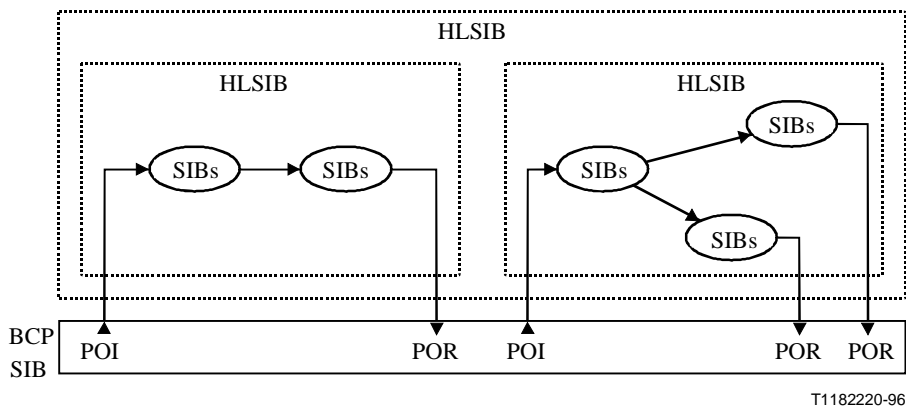 HLSIB
HLSIB
HLSIB
SIBs
SIBs
SIBs
SIBs
SIBs
BCP
SIB
POI
POR
POI
POR
POR
T1182220-96